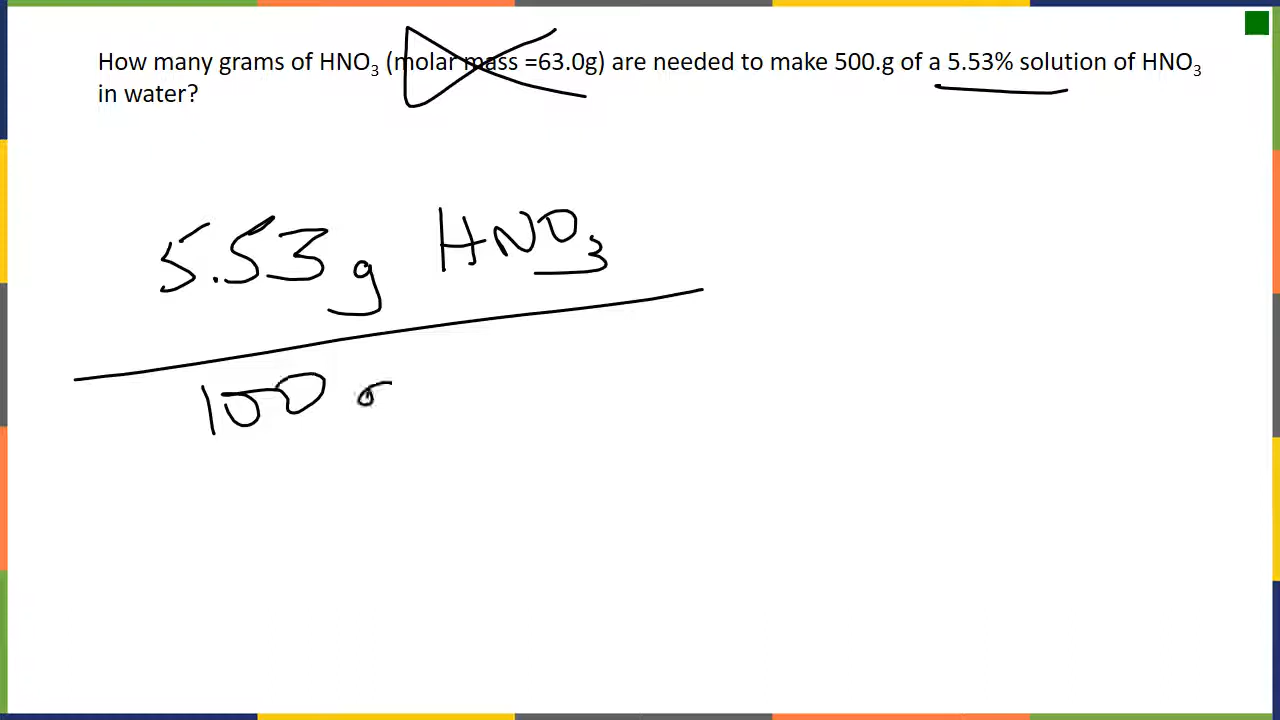 How many grams of HNO₃ (molar mass =63.0g) are needed to make 500.g of a 5.53% solution of HNO₃
in water?
5.53 g HNO₃
100